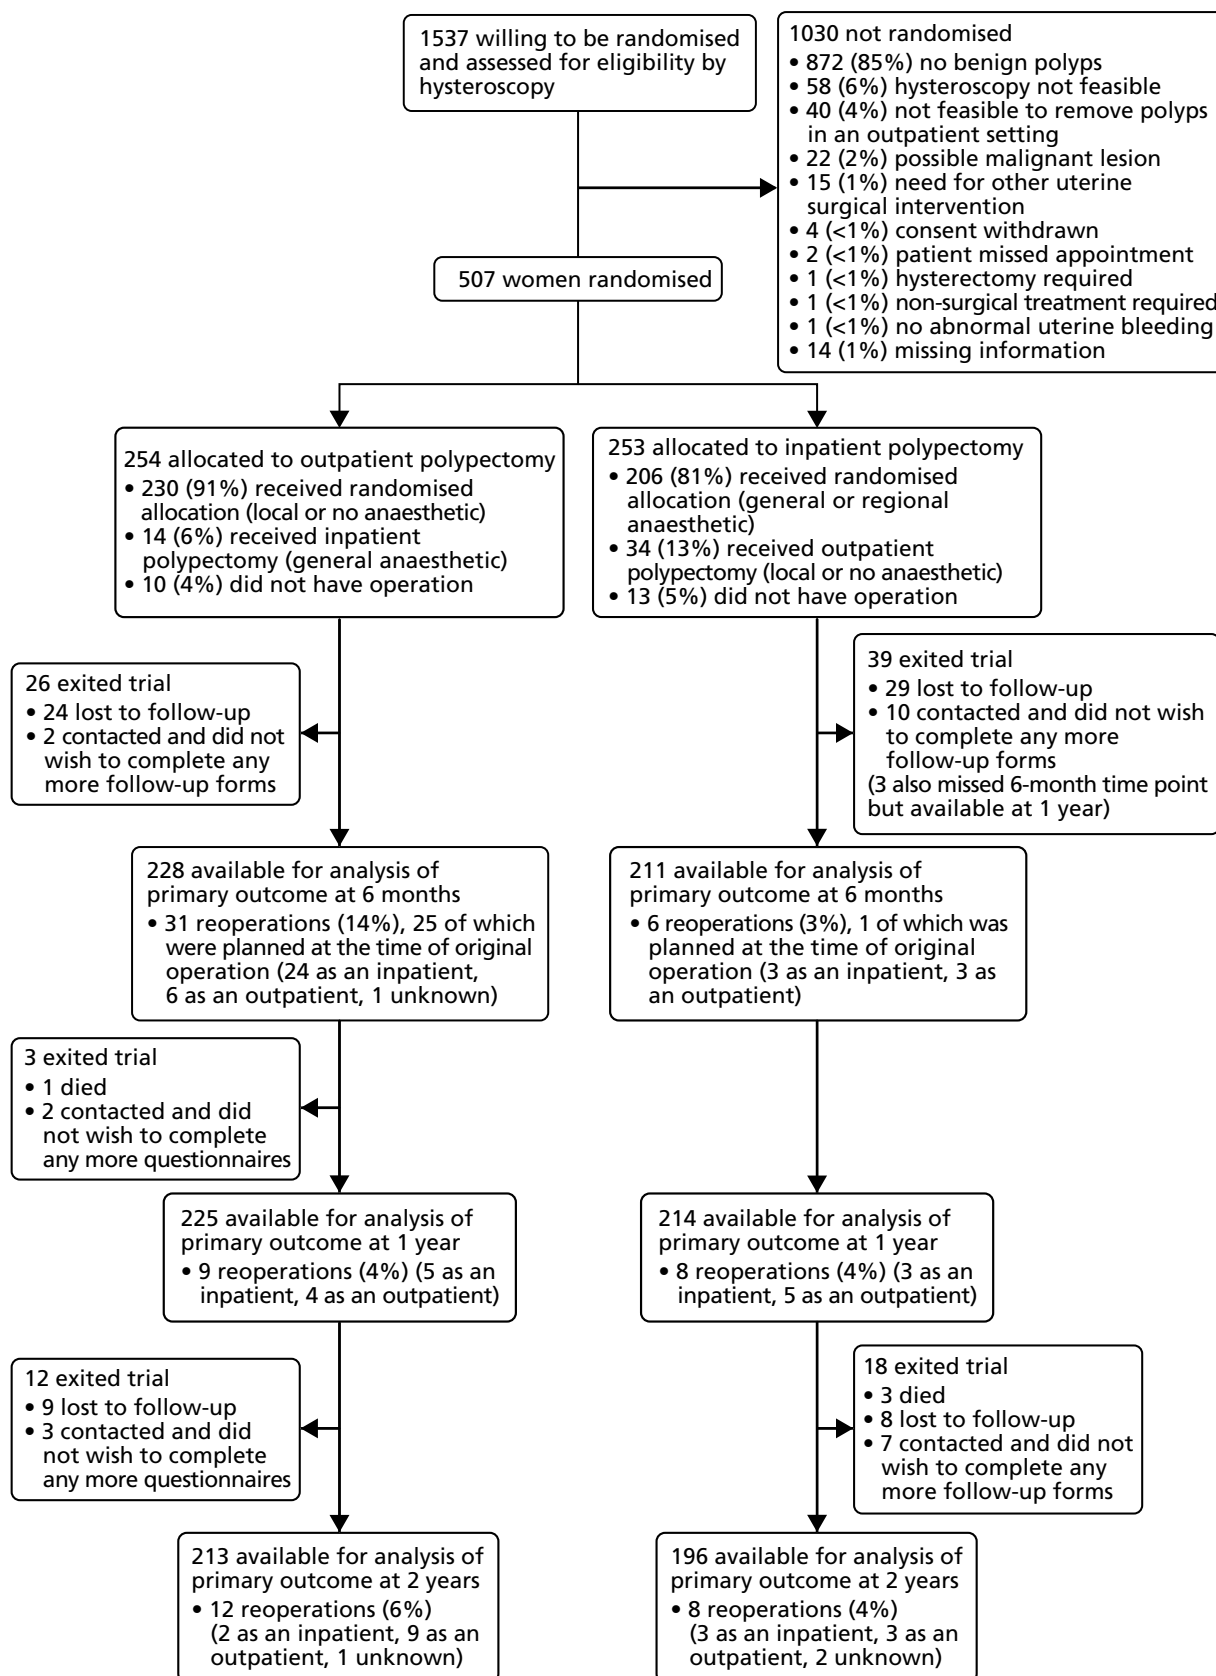 1537 willing to be randomised
and assessed for eligibility by
hysteroscopy
1030 not randomised
• 872 (85%) no benign polyps
• 58 (6%) hysteroscopy not feasible
• 40 (4%) not feasible to remove polyps
in an outpatient setting
• 22 (2%) possible malignant lesion
• 15 (1%) need for other uterine
surgical intervention
• 4 (<1%) consent withdrawn
• 2 (<1%) patient missed appointment
• 1 (<1%) hysterectomy required
• 1 (<1%) non-surgical treatment required
• 1 (<1%) no abnormal uterine bleeding
• 14 (1%) missing information
507 women randomised
254 allocated to outpatient polypectomy
• 230 (91%) received randomised
allocation (local or no anaesthetic)
• 14 (6%) received inpatient
polypectomy (general anaesthetic)
• 10 (4%) did not have operation
253 allocated to inpatient polypectomy
• 206 (81%) received randomised
allocation (general or regional
anaesthetic)
• 34 (13%) received outpatient
polypectomy (local or no anaesthetic)
• 13 (5%) did not have operation
26 exited trial
• 24 lost to follow-up
• 2 contacted and did not
wish to complete any
more follow-up forms
39 exited trial
• 29 lost to follow-up
• 10 contacted and did not wish
to complete any more
follow-up forms
(3 also missed 6-month time point
but available at 1 year)
228 available for analysis of
primary outcome at 6 months
• 31 reoperations (14%), 25 of which
were planned at the time of original
operation (24 as an inpatient,
6 as an outpatient, 1 unknown)
211 available for analysis of
primary outcome at 6 months
• 6 reoperations (3%), 1 of which was
planned at the time of original
operation (3 as an inpatient, 3 as
an outpatient)
3 exited trial
• 1 died
• 2 contacted and did
not wish to complete
any more questionnaires
225 available for analysis of
primary outcome at 1 year
• 9 reoperations (4%) (5 as an
inpatient, 4 as an outpatient)
214 available for analysis of
primary outcome at 1 year
• 8 reoperations (4%) (3 as an
inpatient, 5 as an outpatient)
12 exited trial
• 9 lost to follow-up
• 3 contacted and did
not wish to complete
any more questionnaires
18 exited trial
• 3 died
• 8 lost to follow-up
• 7 contacted and did not
wish to complete any
more follow-up forms
213 available for analysis of
primary outcome at 2 years
• 12 reoperations (6%)
(2 as an inpatient, 9 as an
outpatient, 1 unknown)
196 available for analysis of
primary outcome at 2 years
• 8 reoperations (4%)
(3 as an inpatient, 3 as an
outpatient, 2 unknown)